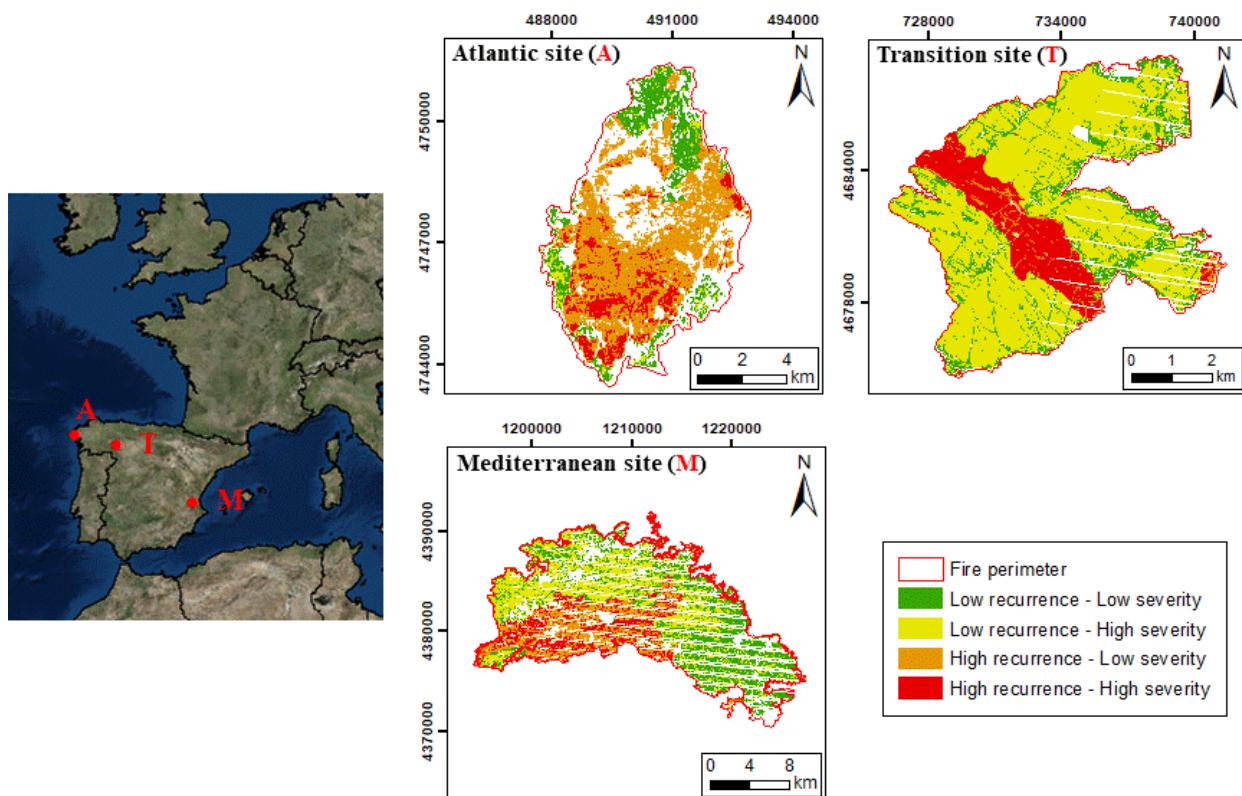 A
T
M
488000 491000 494000
Atlantic site (A)
N
4750000
4747000
4744000
0 2 4
km
728000 734000 740000
Transition site (T)
N
4684000
4678000
0 1 2
km
1200000 1210000 1220000
Mediterranean site (M)
N
4390000
4380000
4370000
0 4 8
km
Fire perimeter
Low recurrence - Low severity
Low recurrence - High severity
High recurrence - Low severity
High recurrence - High severity